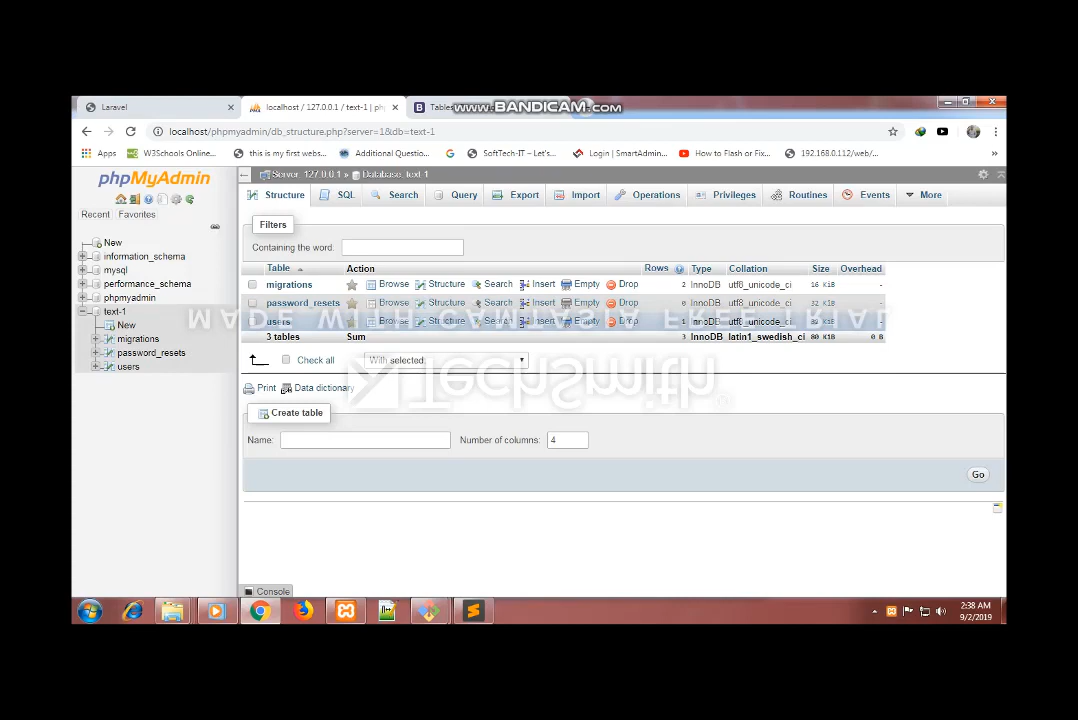 Laravel
localhost / 127.0.0.1 / text-1 | ph
Tables
www.BANDICAM.com
localhost/phpmyadmin/db_structure.php?server=1&db=text-1
Apps W3Schools Online... this is my first webs... Additional Questio... SoftTech-IT – Let's... Login | SmartAdmin... How to Flash or Fix... 192.168.0.112/web/... »
phpMyAdmin
Recent Favorites
New
information_schema
mysql
performance_schema
phpmyadmin
text-1
New
migrations
password_resets
users
Server: 127.0.0.1 » Database: text-1
Structure SQL Search Query Export Import Operations Privileges Routines Events More
Filters
Containing the word:
Table Action Rows Type Collation Size Overhead
migrations Browse Structure Search Insert Empty Drop 2 InnoDB utf8_unicode_ci 16 KiB -
password_resets Browse Structure Search Insert Empty Drop 0 InnoDB utf8_unicode_ci 32 KiB -
users Browse Structure Search Insert Empty Drop 1 InnoDB utf8_unicode_ci KiB -
3 tables Sum 3 InnoDB latin1_swedish_ci 80 KiB 0 B
MADE WITH CAMTASIA FREE TRIAL
Check all With selected:
TechSmith®
Print Data dictionary
Create table
Name: Number of columns: 4
Go
Console
2:38 AM
9/2/2019